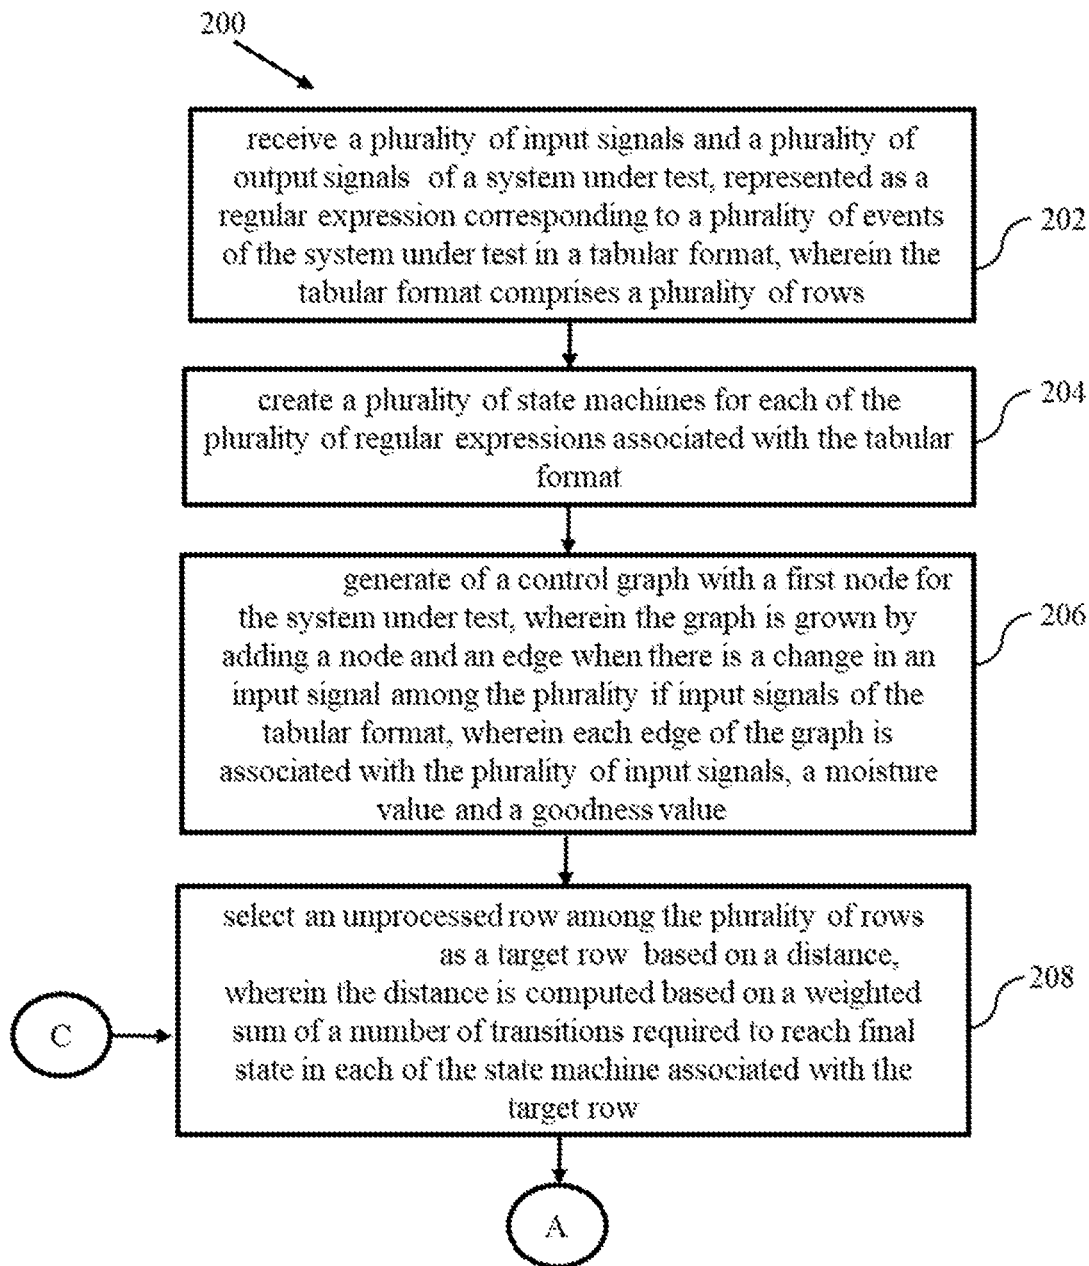 200
receive a plurality of input signals and a plurality of
output signals of a system under test, represented as a
regular expression corresponding to a plurality of events
of the system under test in a tabular format, wherein the
tabular format comprises a plurality of rows
202
create a plurality of state machines for each of the
plurality of regular expressions associated with the tabular
format
204
generate of a control graph with a first node for
the system under test, wherein the graph is grown by
adding a node and an edge when there is a change in an
input signal among the plurality if input signals of the
tabular format, wherein each edge of the graph is
associated with the plurality of input signals, a moisture
value and a goodness value
206
select an unprocessed row among the plurality of rows
as a target row based on a distance,
wherein the distance is computed based on a weighted
sum of a number of transitions required to reach final
state in each of the state machine associated with the
target row
208
C
A